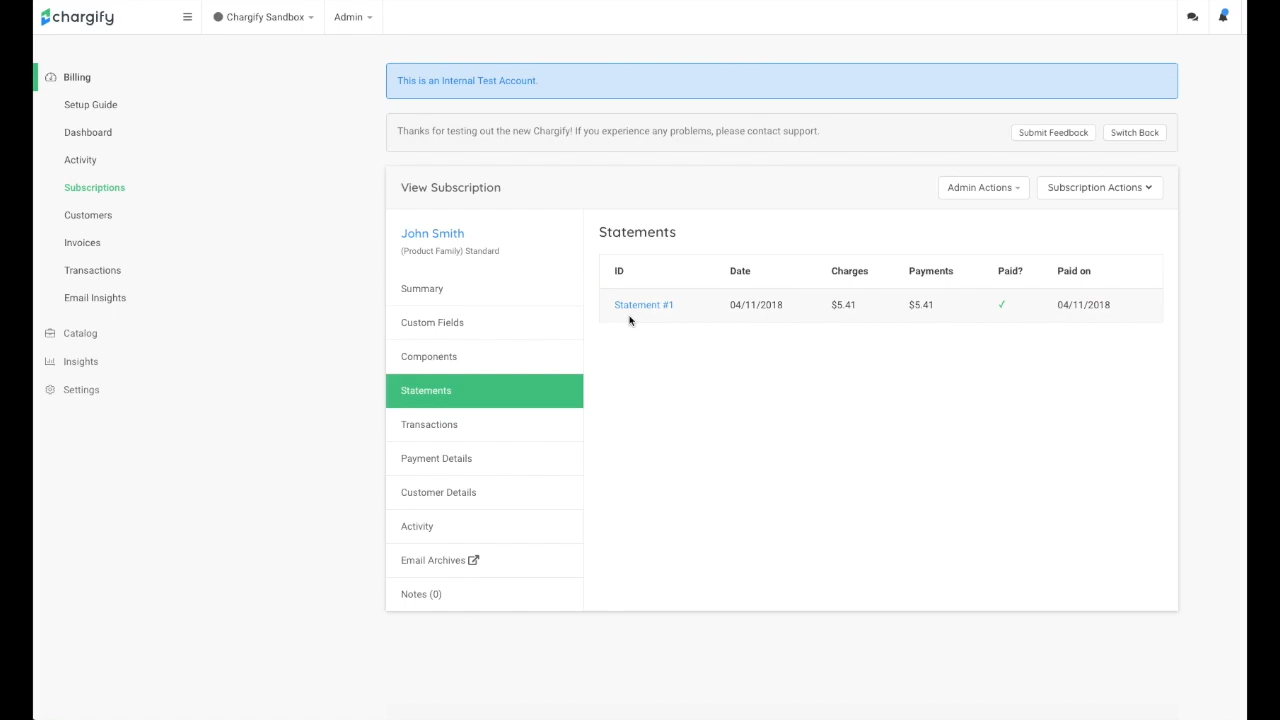 chargify
Chargify Sandbox
Admin
Billing
Setup Guide
Dashboard
Activity
Subscriptions
Customers
Invoices
Transactions
Email Insights
Catalog
Insights
Settings
This is an Internal Test Account.
Thanks for testing out the new Chargify! If you experience any problems, please contact support. Submit Feedback Switch Back
View Subscription Admin Actions Subscription Actions
John Smith
(Product Family) Standard
Summary
Custom Fields
Components
Statements
Transactions
Payment Details
Customer Details
Activity
Email Archives
Notes (0)
Statements
ID Date Charges Payments Paid? Paid on
Statement #1 04/11/2018 $5.41 $5.41 ✓ 04/11/2018